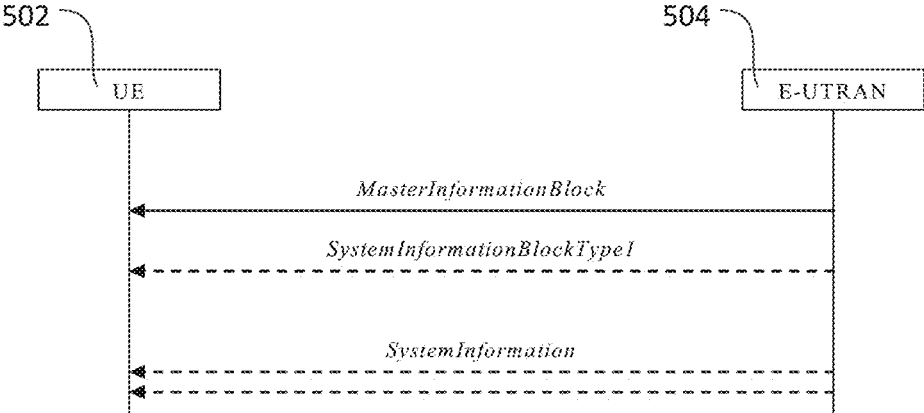 502
504
UE
E-UTRAN
MasterInformationBlock
SystemInformationBlockType1
SystemInformation